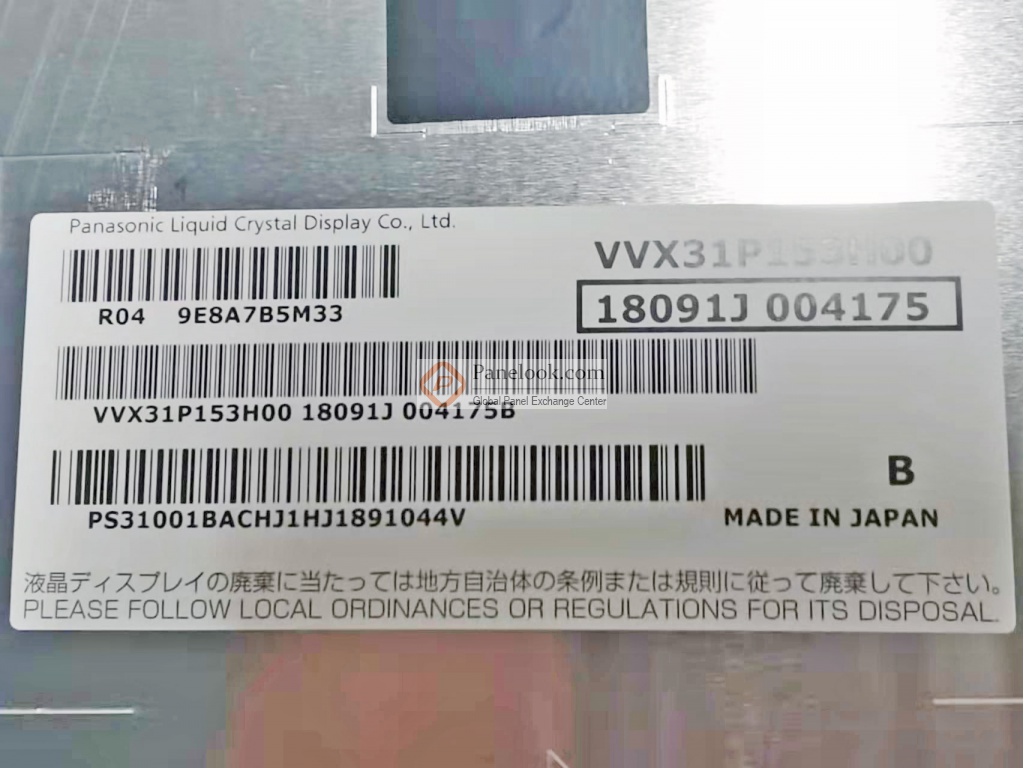 Panasonic Liquid Crystal Display Co., Ltd.
VVX31P153H00
R04 9E8A7B5M33
18091J 004175
Panelook.com
Global Panel Exchange Center
VVX31P153H00 18091J 004175B
PS31001BACHJ1HJ1891044V
B
MADE IN JAPAN
液晶ディスプレイの廃棄に当たっては地方自治体の条例または規則に従って廃棄して下さい。
PLEASE FOLLOW LOCAL ORDINANCES OR REGULATIONS FOR ITS DISPOSAL.